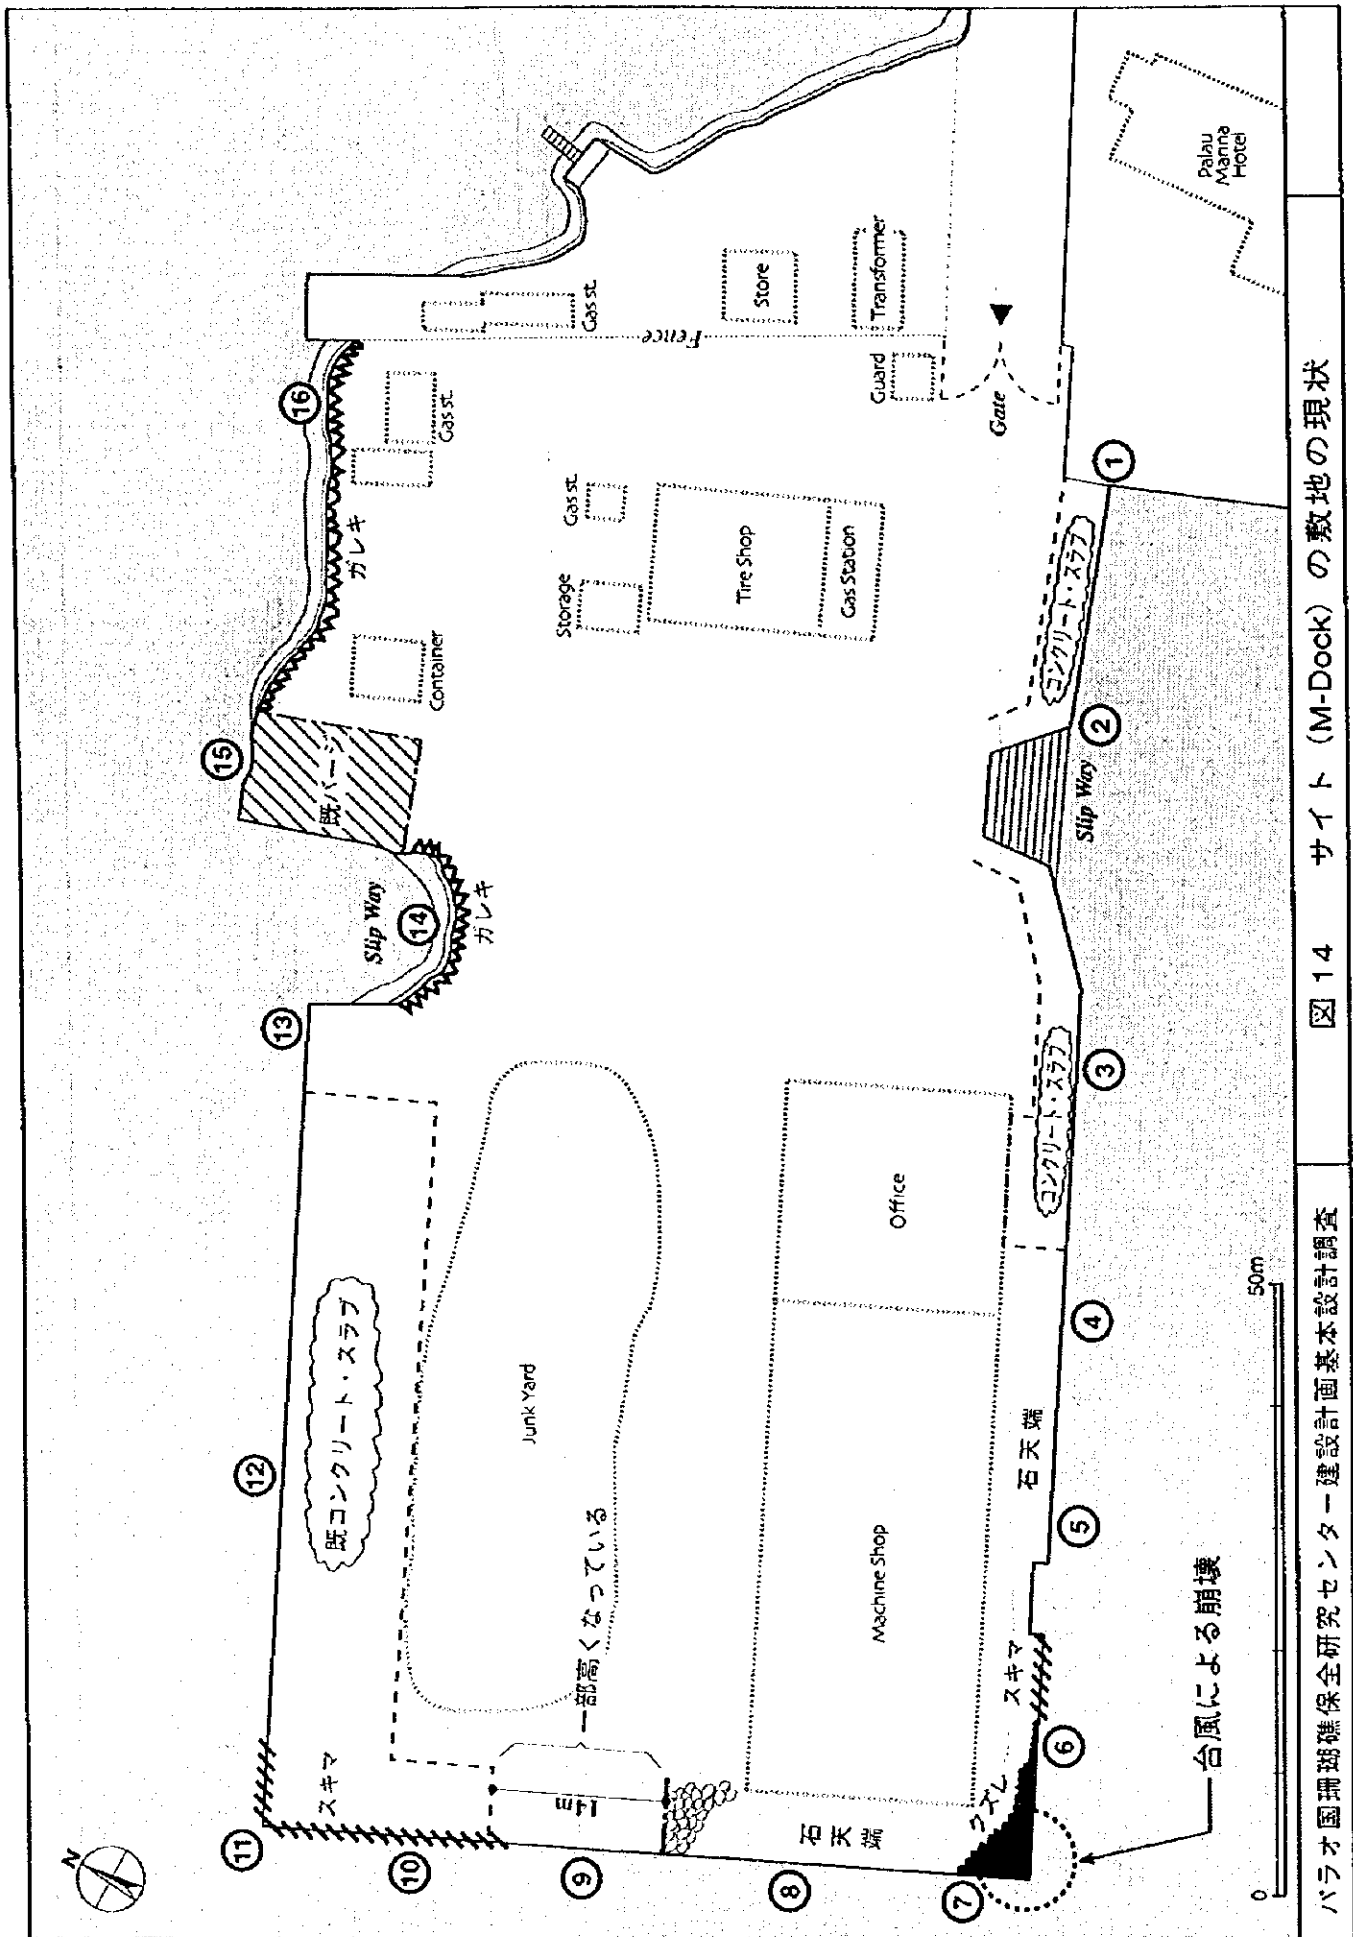 N
⑪
⑫
⑬
⑮
⑯
スキマ
既コンクリート・スラブ
Slip Way
⑭
既バージ
ガレキ
ガレキ
Container
Gas st.
Gas st.
⑩
⑨
⑧
⑦
14m
一部高くなっている
Junk Yard
Storage
Gas st.
Fence
Store
Transformer
Guard
Gate
Tire Shop
Gas Station
石天端
クズレ
Machine Shop
Office
スキマ
石天端
コンクリート・スラブ
コンクリート・スラブ
Slip Way
⑥
⑤
④
③
②
①
Palau
Marina
Hotel
台風による崩壊
0
50m
パラオ国珊瑚礁保全研究センター建設計画基本設計調査
図 14 サイト (M-Dock) の敷地の現状